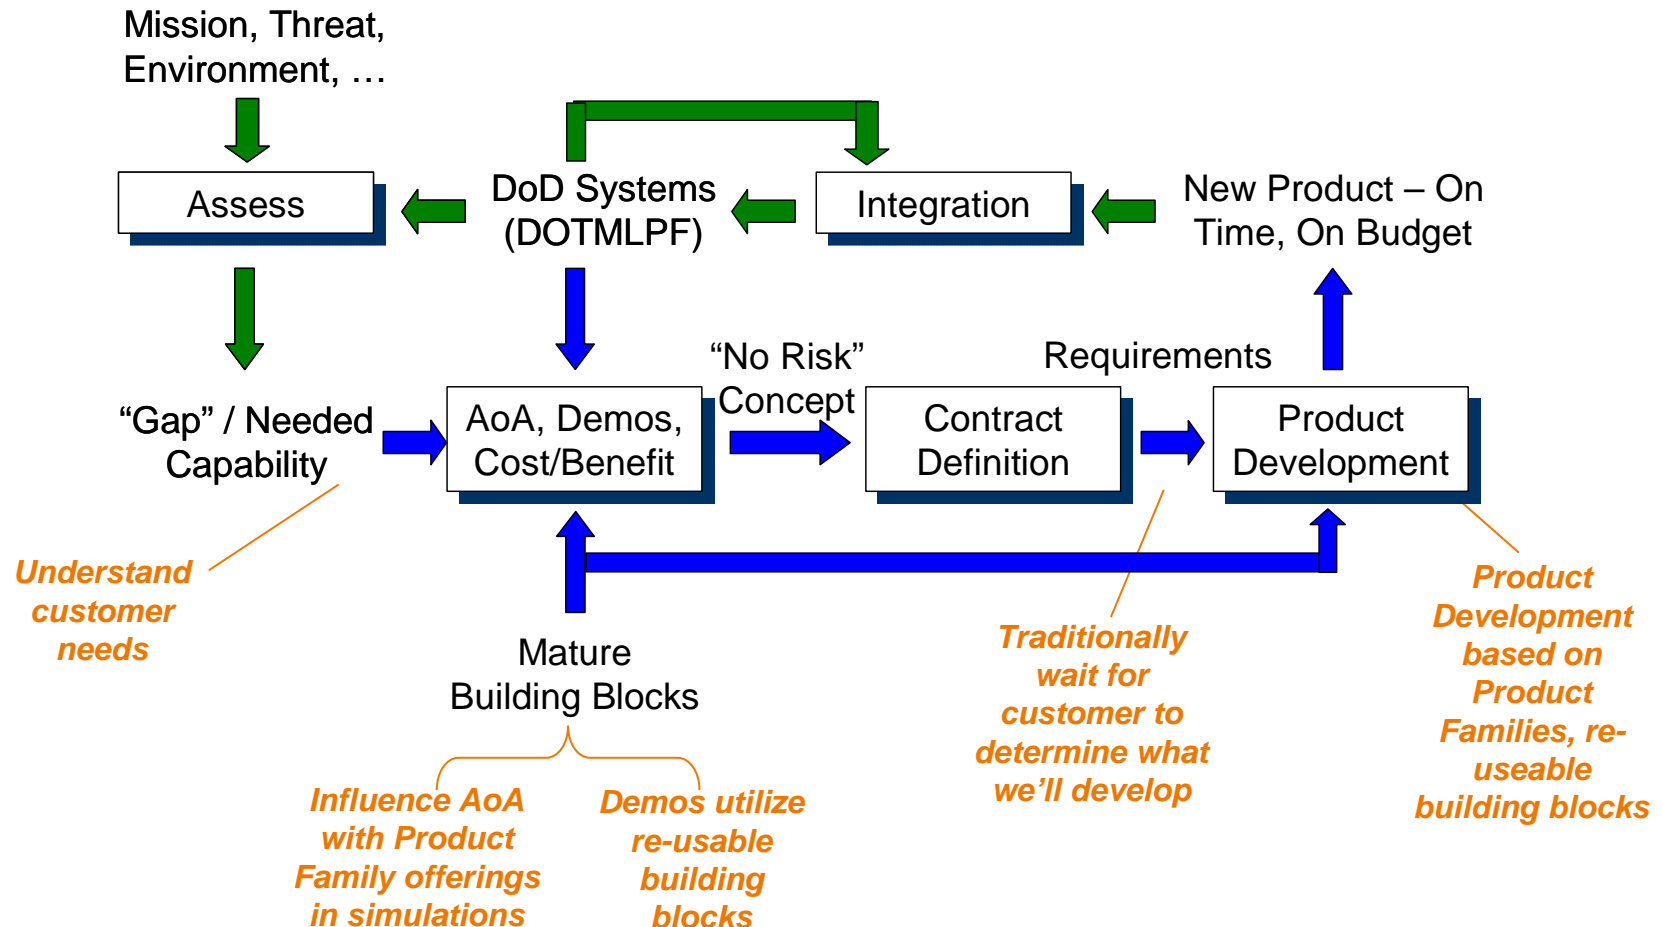 Mission, Threat,
Environment, …
Assess
DoD Systems
(DOTMLPF)
Integration
New Product – On
Time, On Budget
“Gap” / Needed
Capability
AoA, Demos,
Cost/Benefit
“No Risk”
Concept
Contract
Definition
Requirements
Product
Development
Understand
customer
needs
Mature
Building Blocks
Influence AoA
with Product
Family offerings
in simulations
Demos utilize
re-usable
building
blocks
Traditionally
wait for
customer to
determine what
we’ll develop
Product
Development
based on
Product
Families, re-
useable
building blocks